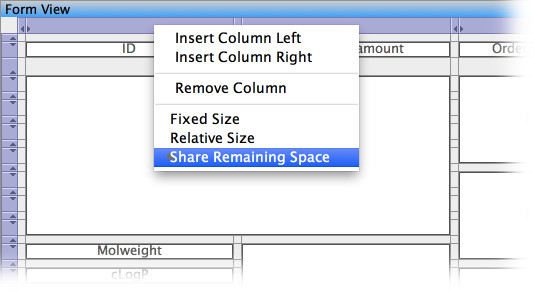 Form View
ID
amount
Orde
Insert Column Left
Insert Column Right
Remove Column
Fixed Size
Relative Size
Share Remaining Space
Molweight
cLogP